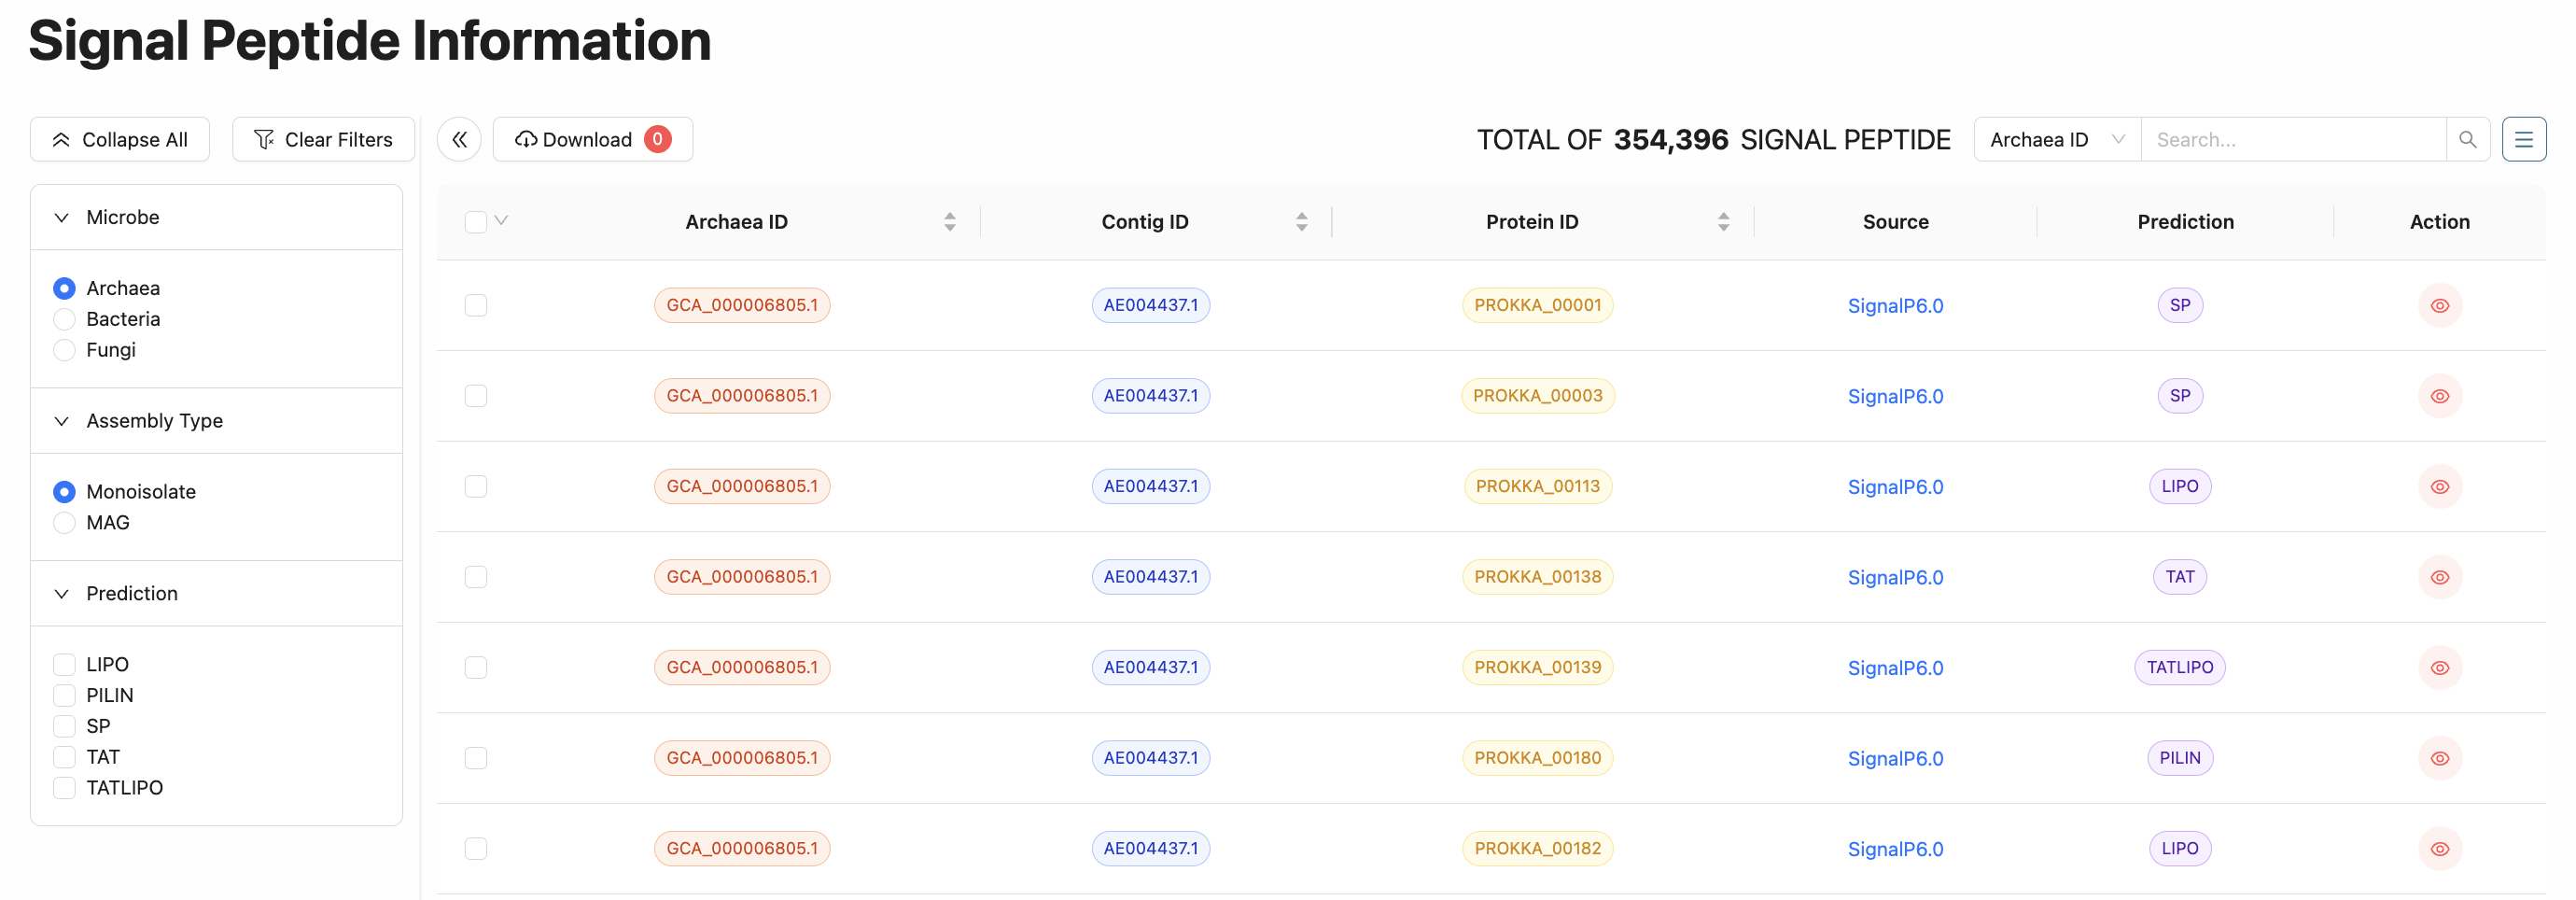 Signal Peptide Information
Collapse All
Clear Filters
Download 0
TOTAL OF 354,396 SIGNAL PEPTIDE
Archaea ID
Search...
Microbe
Archaea
Bacteria
Fungi
Assembly Type
Monoisolate
MAG
Prediction
LIPO
PILIN
SP
TAT
TATLIPO
Archaea ID Contig ID Protein ID Source Prediction Action
GCA_000006805.1 AE004437.1 PROKKA_00001 SignalP6.0 SP
GCA_000006805.1 AE004437.1 PROKKA_00003 SignalP6.0 SP
GCA_000006805.1 AE004437.1 PROKKA_00113 SignalP6.0 LIPO
GCA_000006805.1 AE004437.1 PROKKA_00138 SignalP6.0 TAT
GCA_000006805.1 AE004437.1 PROKKA_00139 SignalP6.0 TATLIPO
GCA_000006805.1 AE004437.1 PROKKA_00180 SignalP6.0 PILIN
GCA_000006805.1 AE004437.1 PROKKA_00182 SignalP6.0 LIPO